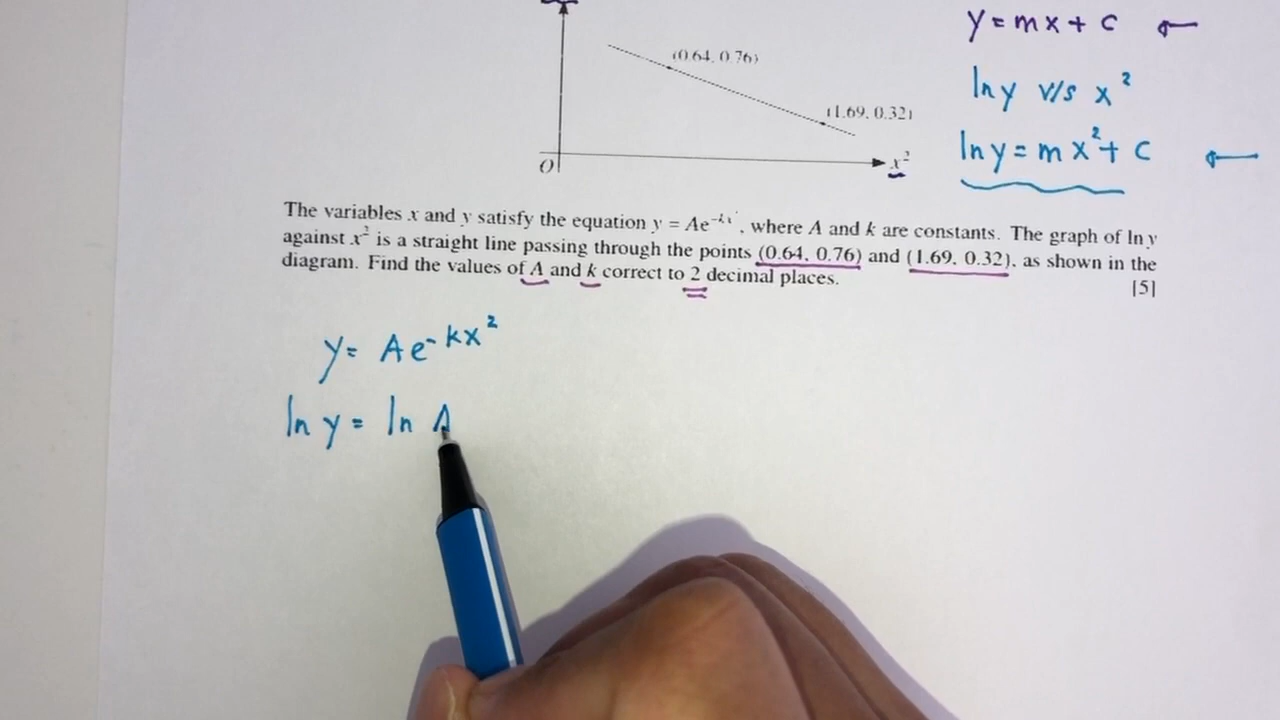 y = mx + c ←
(0.64, 0.76)
ln y v/s x²
(1.69, 0.32)
ln y = m x² + c ←
O
x²
The variables x and y satisfy the equation y = Ae^{-kx²}, where A and k are constants. The graph of ln y
against x² is a straight line passing through the points (0.64, 0.76) and (1.69, 0.32), as shown in the
diagram. Find the values of A and k correct to 2 decimal places.
[5]
y = Ae^{-kx²}
ln y = ln A